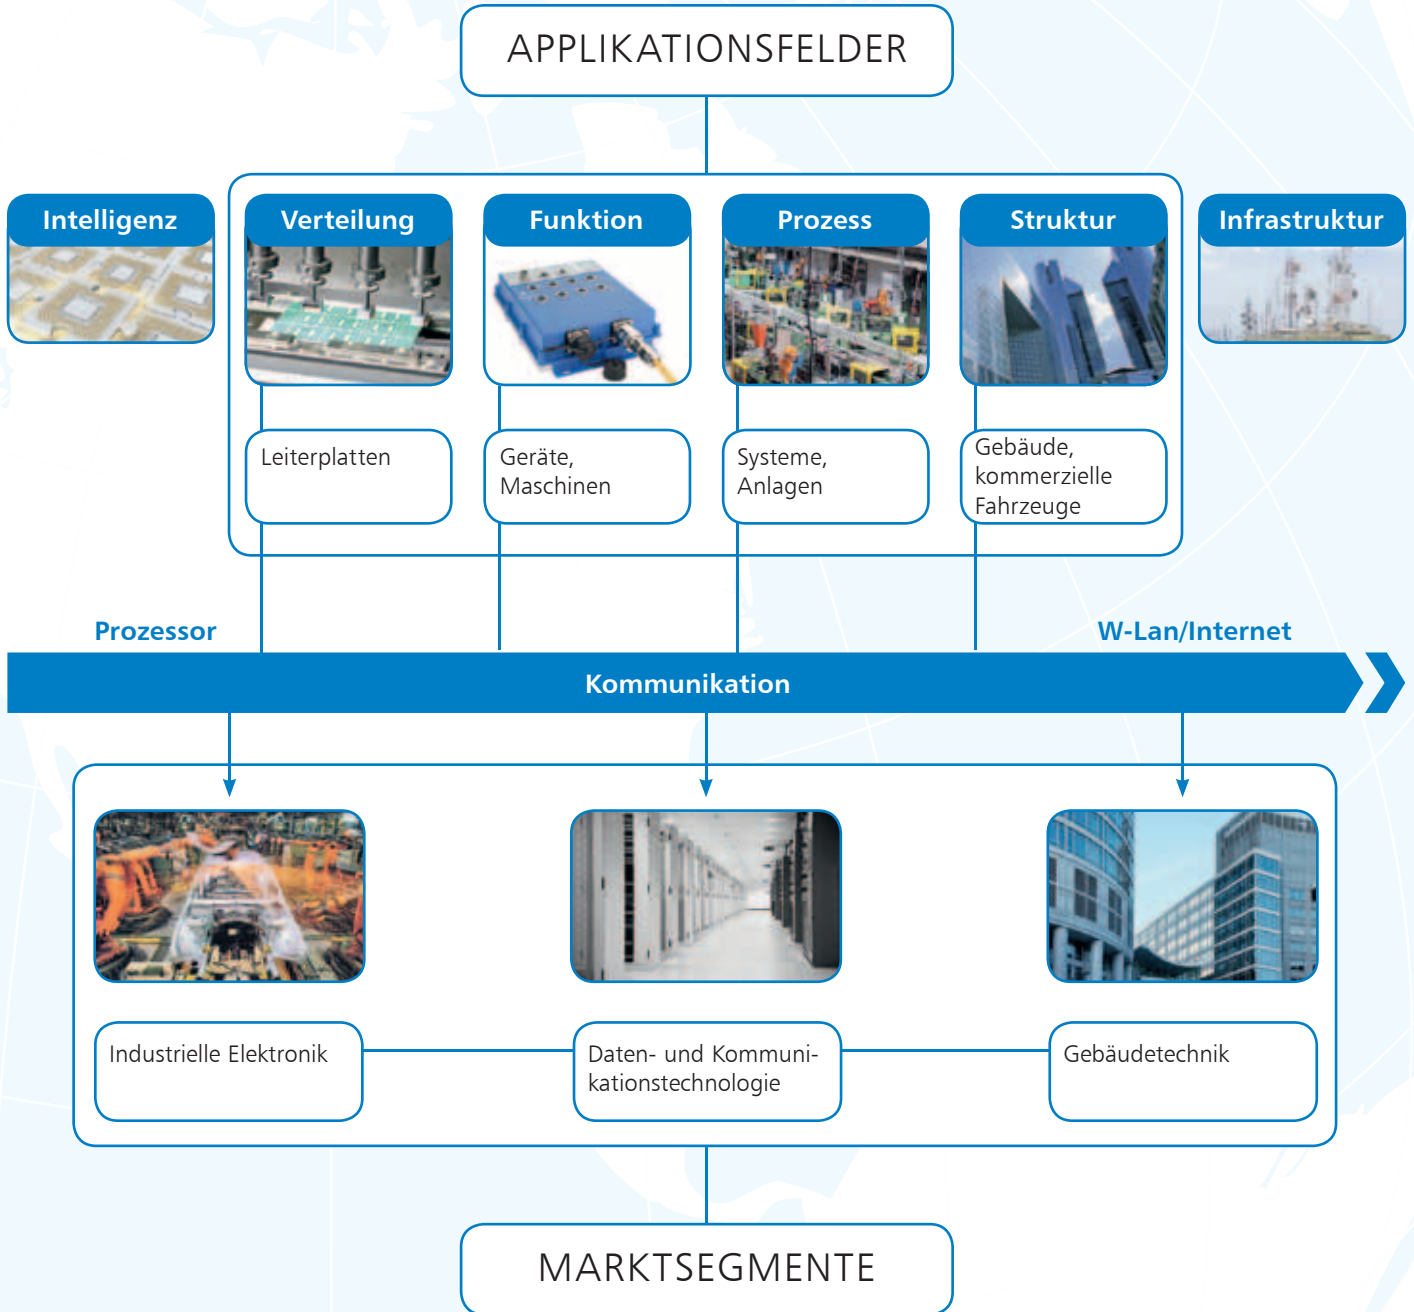 APPLIKATIONSFELDER
Intelligenz
Verteilung
Funktion
Prozess
Struktur
Infrastruktur
Leiterplatten
Geräte,
Maschinen
Systeme,
Anlagen
Gebäude,
kommerzielle
Fahrzeuge
Prozessor
W-Lan/Internet
Kommunikation
Industrielle Elektronik
Daten- und Kommuni-
kationstechnologie
Gebäudetechnik
MARKTSEGMENTE